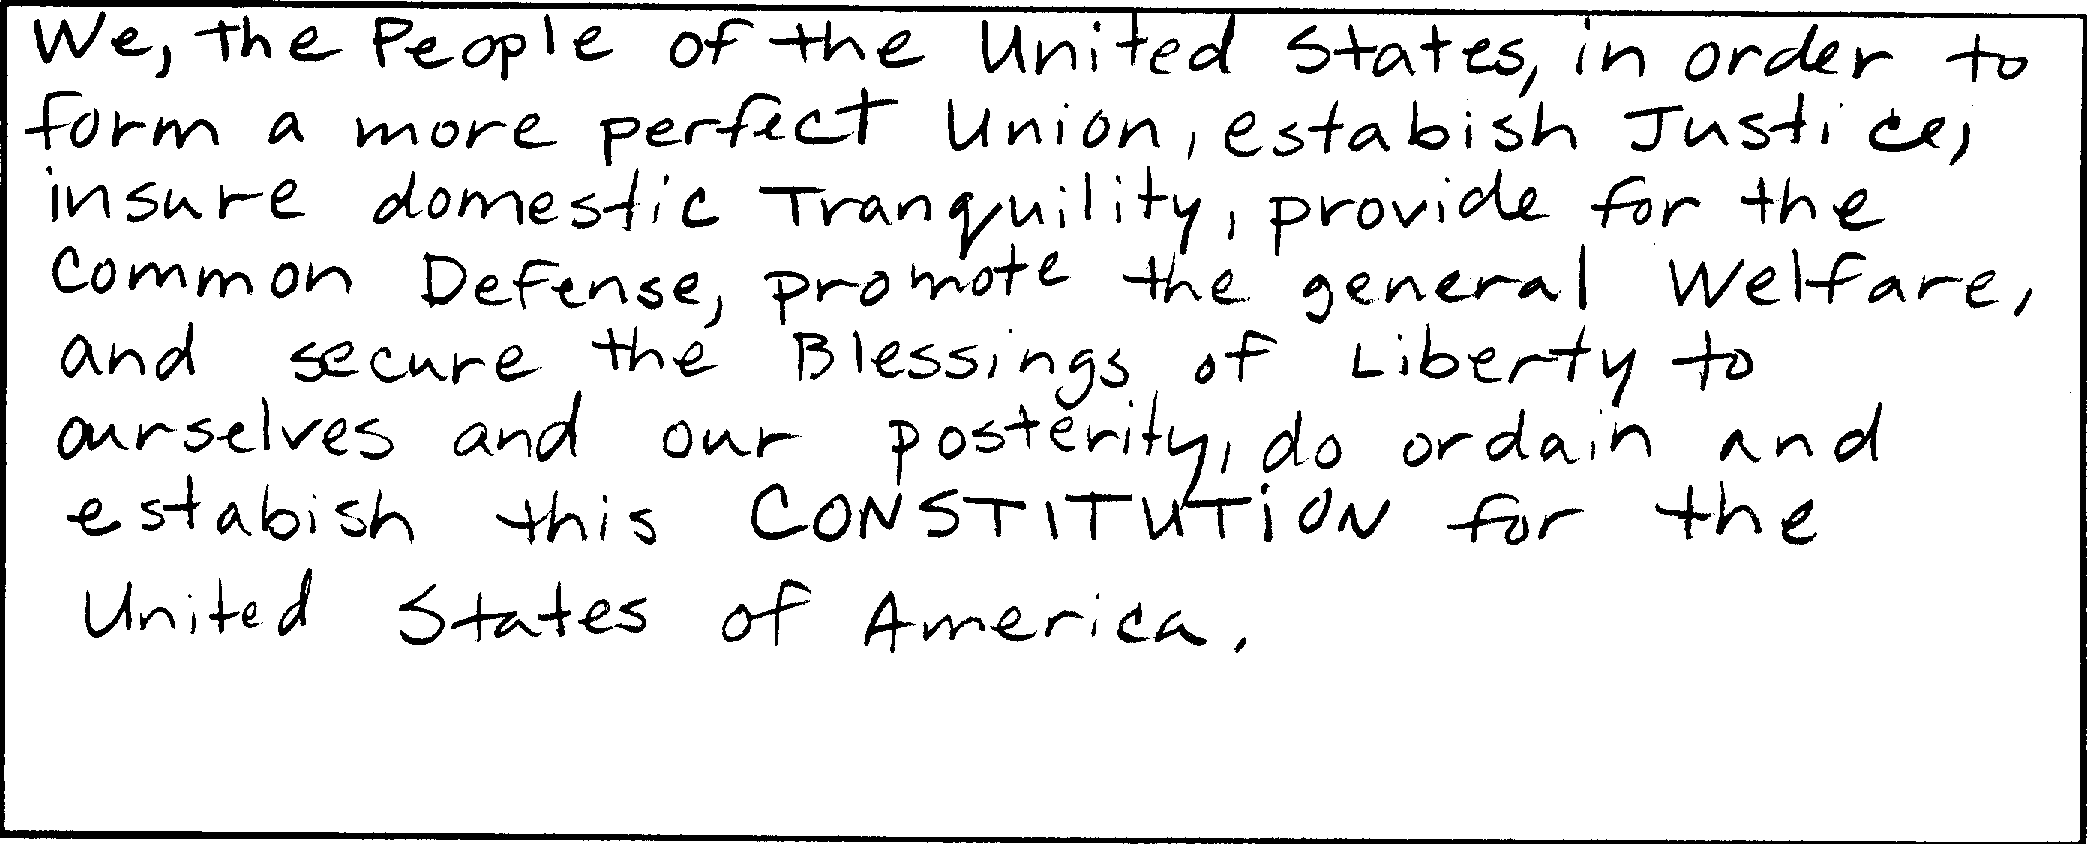 We, the People of the United States, in order to
form a more perfect Union, estabish Justice,
insure domestic Tranquility, provide for the
Common Defense, promote the general Welfare,
and secure the Blessings of Liberty to
ourselves and our posterity, do ordain and
estabish this CONSTITUTION for the
United States of America.